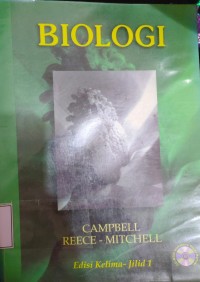 BIOLOGI
CAMPBELL
REECE - MITCHELL
Edisi Kelima- Jilid 1